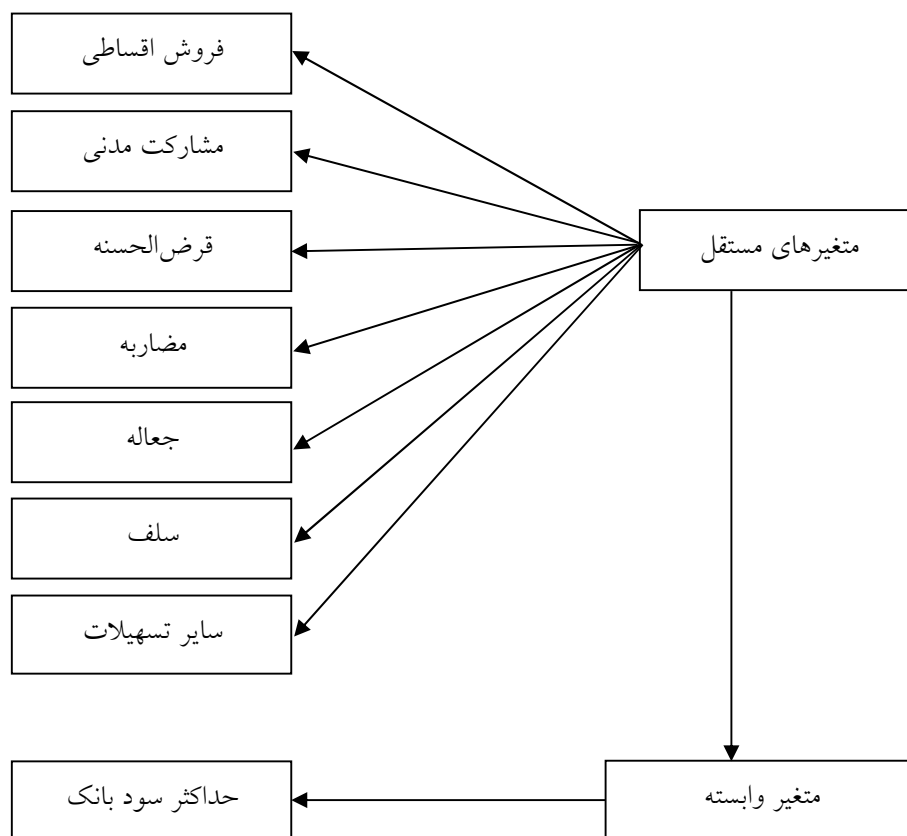 فروش اقساطی
مشارکت مدنی
متغیرهای مستقل
قرض‌الحسنه
مضاربه
جعاله
سلف
سایر تسهیلات
متغیر وابسته
حداکثر سود بانک